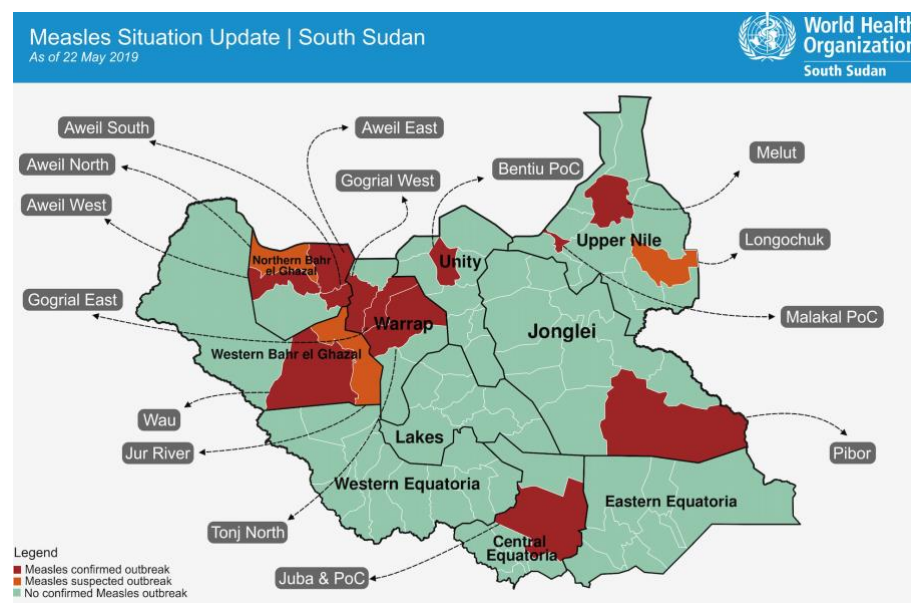 Measles Situation Update | South Sudan
As of 22 May 2019
World Health
Organization
South Sudan
Aweil South
Aweil East
Aweil North
Gogrial West
Bentiu PoC
Melut
Aweil West
Upper Nile
Longochuk
Northern Bahr
el Ghazal
Unity
Gogrial East
Warrap
Jonglei
Malakal PoC
Western Bahr el Ghazal
Wau
Lakes
Jur River
Pibor
Western Equatoria
Eastern Equatoria
Tonj North
Central
Equatoria
Juba & PoC
Legend
Measles confirmed outbreak
Measles suspected outbreak
No confirmed Measles outbreak